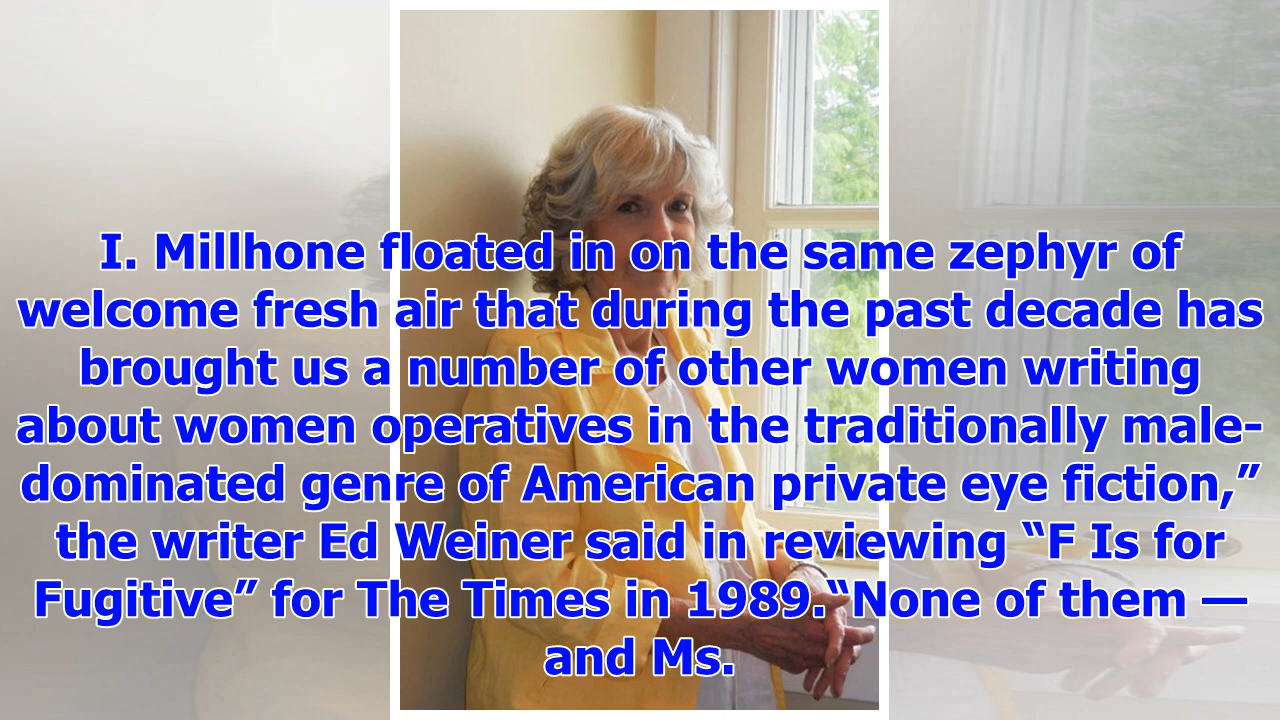 I. Millhone floated in on the same zephyr of
welcome fresh air that during the past decade has
brought us a number of other women writing
about women operatives in the traditionally male-
dominated genre of American private eye fiction,”
the writer Ed Weiner said in reviewing “F Is for
Fugitive” for The Times in 1989.“None of them —
and Ms.